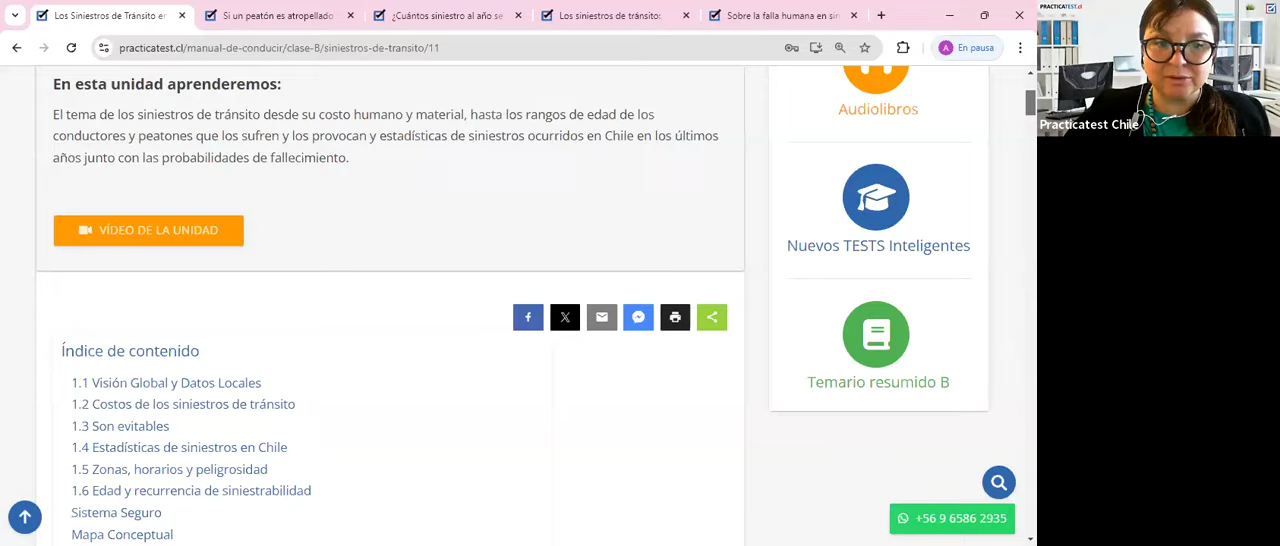 Los Siniestros de Tránsito er
Si un peatón es atropellado
¿Cuántos siniestro al año se
Los siniestros de tránsito:
Sobre la falla humana en sin
practicatest.cl/manual-de-conducir/clase-B/siniestros-de-transito/11
A
En pausa
PRACTICATEST.cl
Practicatest Chile
En esta unidad aprenderemos:
El tema de los siniestros de tránsito desde su costo humano y material, hasta los rangos de edad de los
conductores y peatones que los sufren y los provocan y estadísticas de siniestros ocurridos en Chile en los últimos
años junto con las probabilidades de fallecimiento.
VÍDEO DE LA UNIDAD
Índice de contenido
1.1 Visión Global y Datos Locales
1.2 Costos de los siniestros de tránsito
1.3 Son evitables
1.4 Estadísticas de siniestros en Chile
1.5 Zonas, horarios y peligrosidad
1.6 Edad y recurrencia de siniestrabilidad
Sistema Seguro
Mapa Conceptual
Audiolibros
Nuevos TESTS Inteligentes
Temario resumido B
+56 9 6586 2935